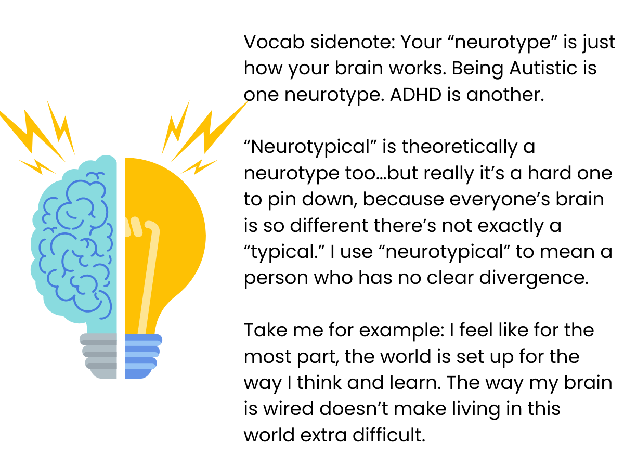 Vocab sidenote: Your “neurotype” is just
how your brain works. Being Autistic is
one neurotype. ADHD is another.
“Neurotypical” is theoretically a
neurotype too…but really it’s a hard one
to pin down, because everyone’s brain
is so different there’s not exactly a
“typical.” I use “neurotypical” to mean a
person who has no clear divergence.
Take me for example: I feel like for the
most part, the world is set up for the
way I think and learn. The way my brain
is wired doesn’t make living in this
world extra difficult.